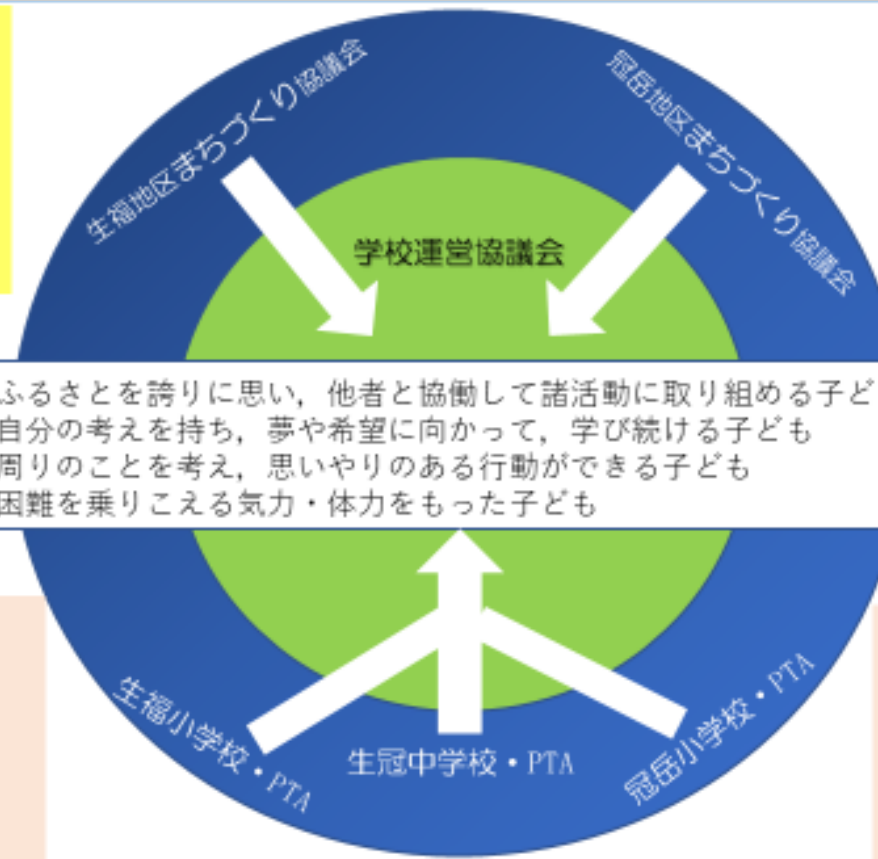 生福地区まちづくり協議会
冠岳地区まちづくり協議会
学校運営協議会
ふるさとを誇りに思い，他者と協働して諸活動に取り組める子ど
自分の考えを持ち，夢や希望に向かって，学び続ける子ども
周りのことを考え，思いやりのある行動ができる子ども
困難を乗りこえる気力・体力をもった子ども
生福小学校・PTA
生冠中学校・PTA
冠岳小学校・PTA